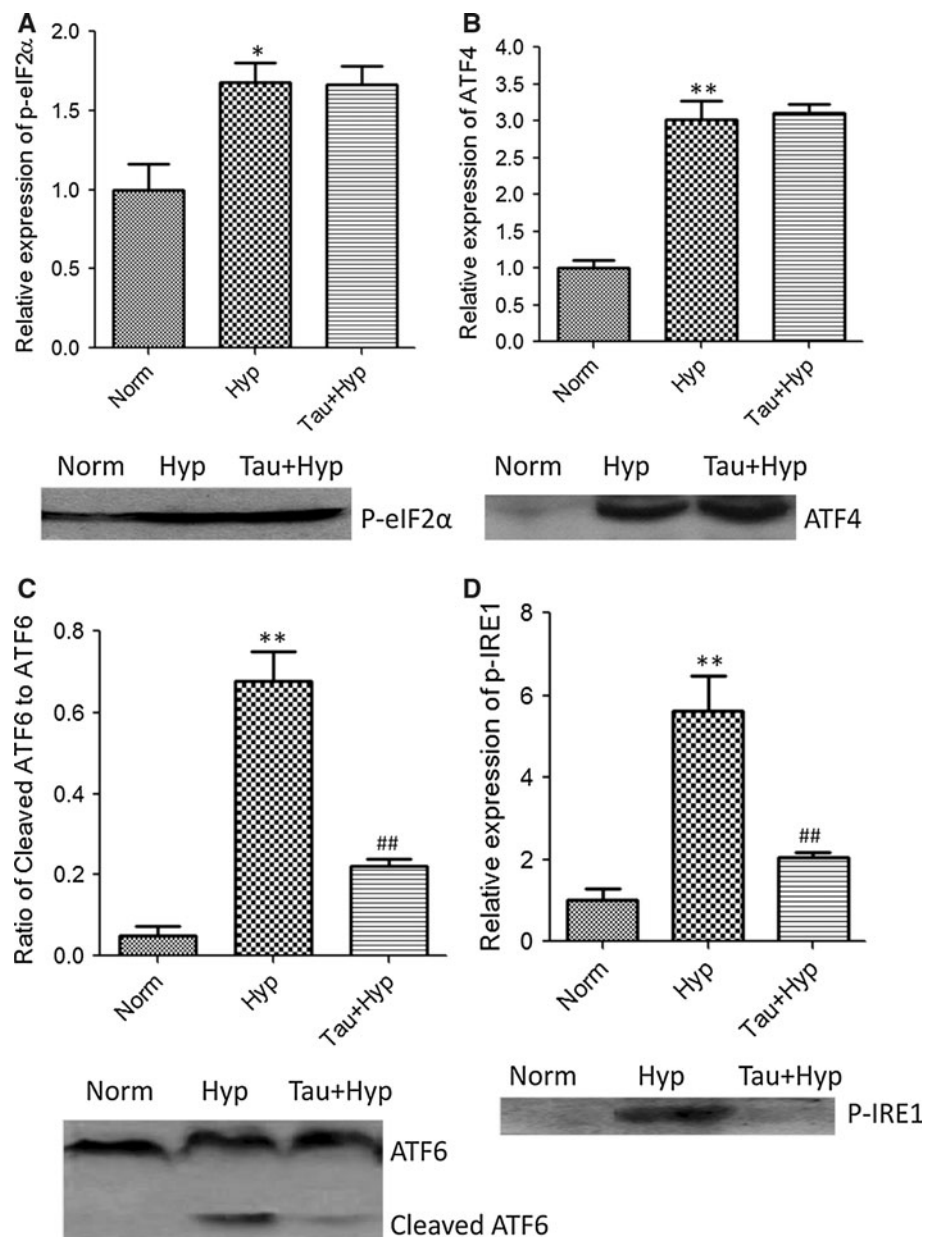 A
Relative expression of p-eIF2α
2.0
1.5
1.0
0.5
0.0
*
Norm
Hyp
Tau+Hyp
Norm Hyp Tau+Hyp
P-eIF2α
B
Relative expression of ATF4
4.0
3.5
3.0
2.5
2.0
1.5
1.0
0.5
0.0
**
Norm
Hyp
Tau+Hyp
Norm Hyp Tau+Hyp
ATF4
C
Ratio of Cleaved ATF6 to ATF6
0.8
0.6
0.4
0.2
0.0
**
##
Norm
Hyp
Tau+Hyp
Norm Hyp Tau+Hyp
ATF6
Cleaved ATF6
D
Relative expression of p-IRE1
8
6
4
2
0
**
##
Norm
Hyp
Tau+Hyp
Norm Hyp Tau+Hyp
P-IRE1